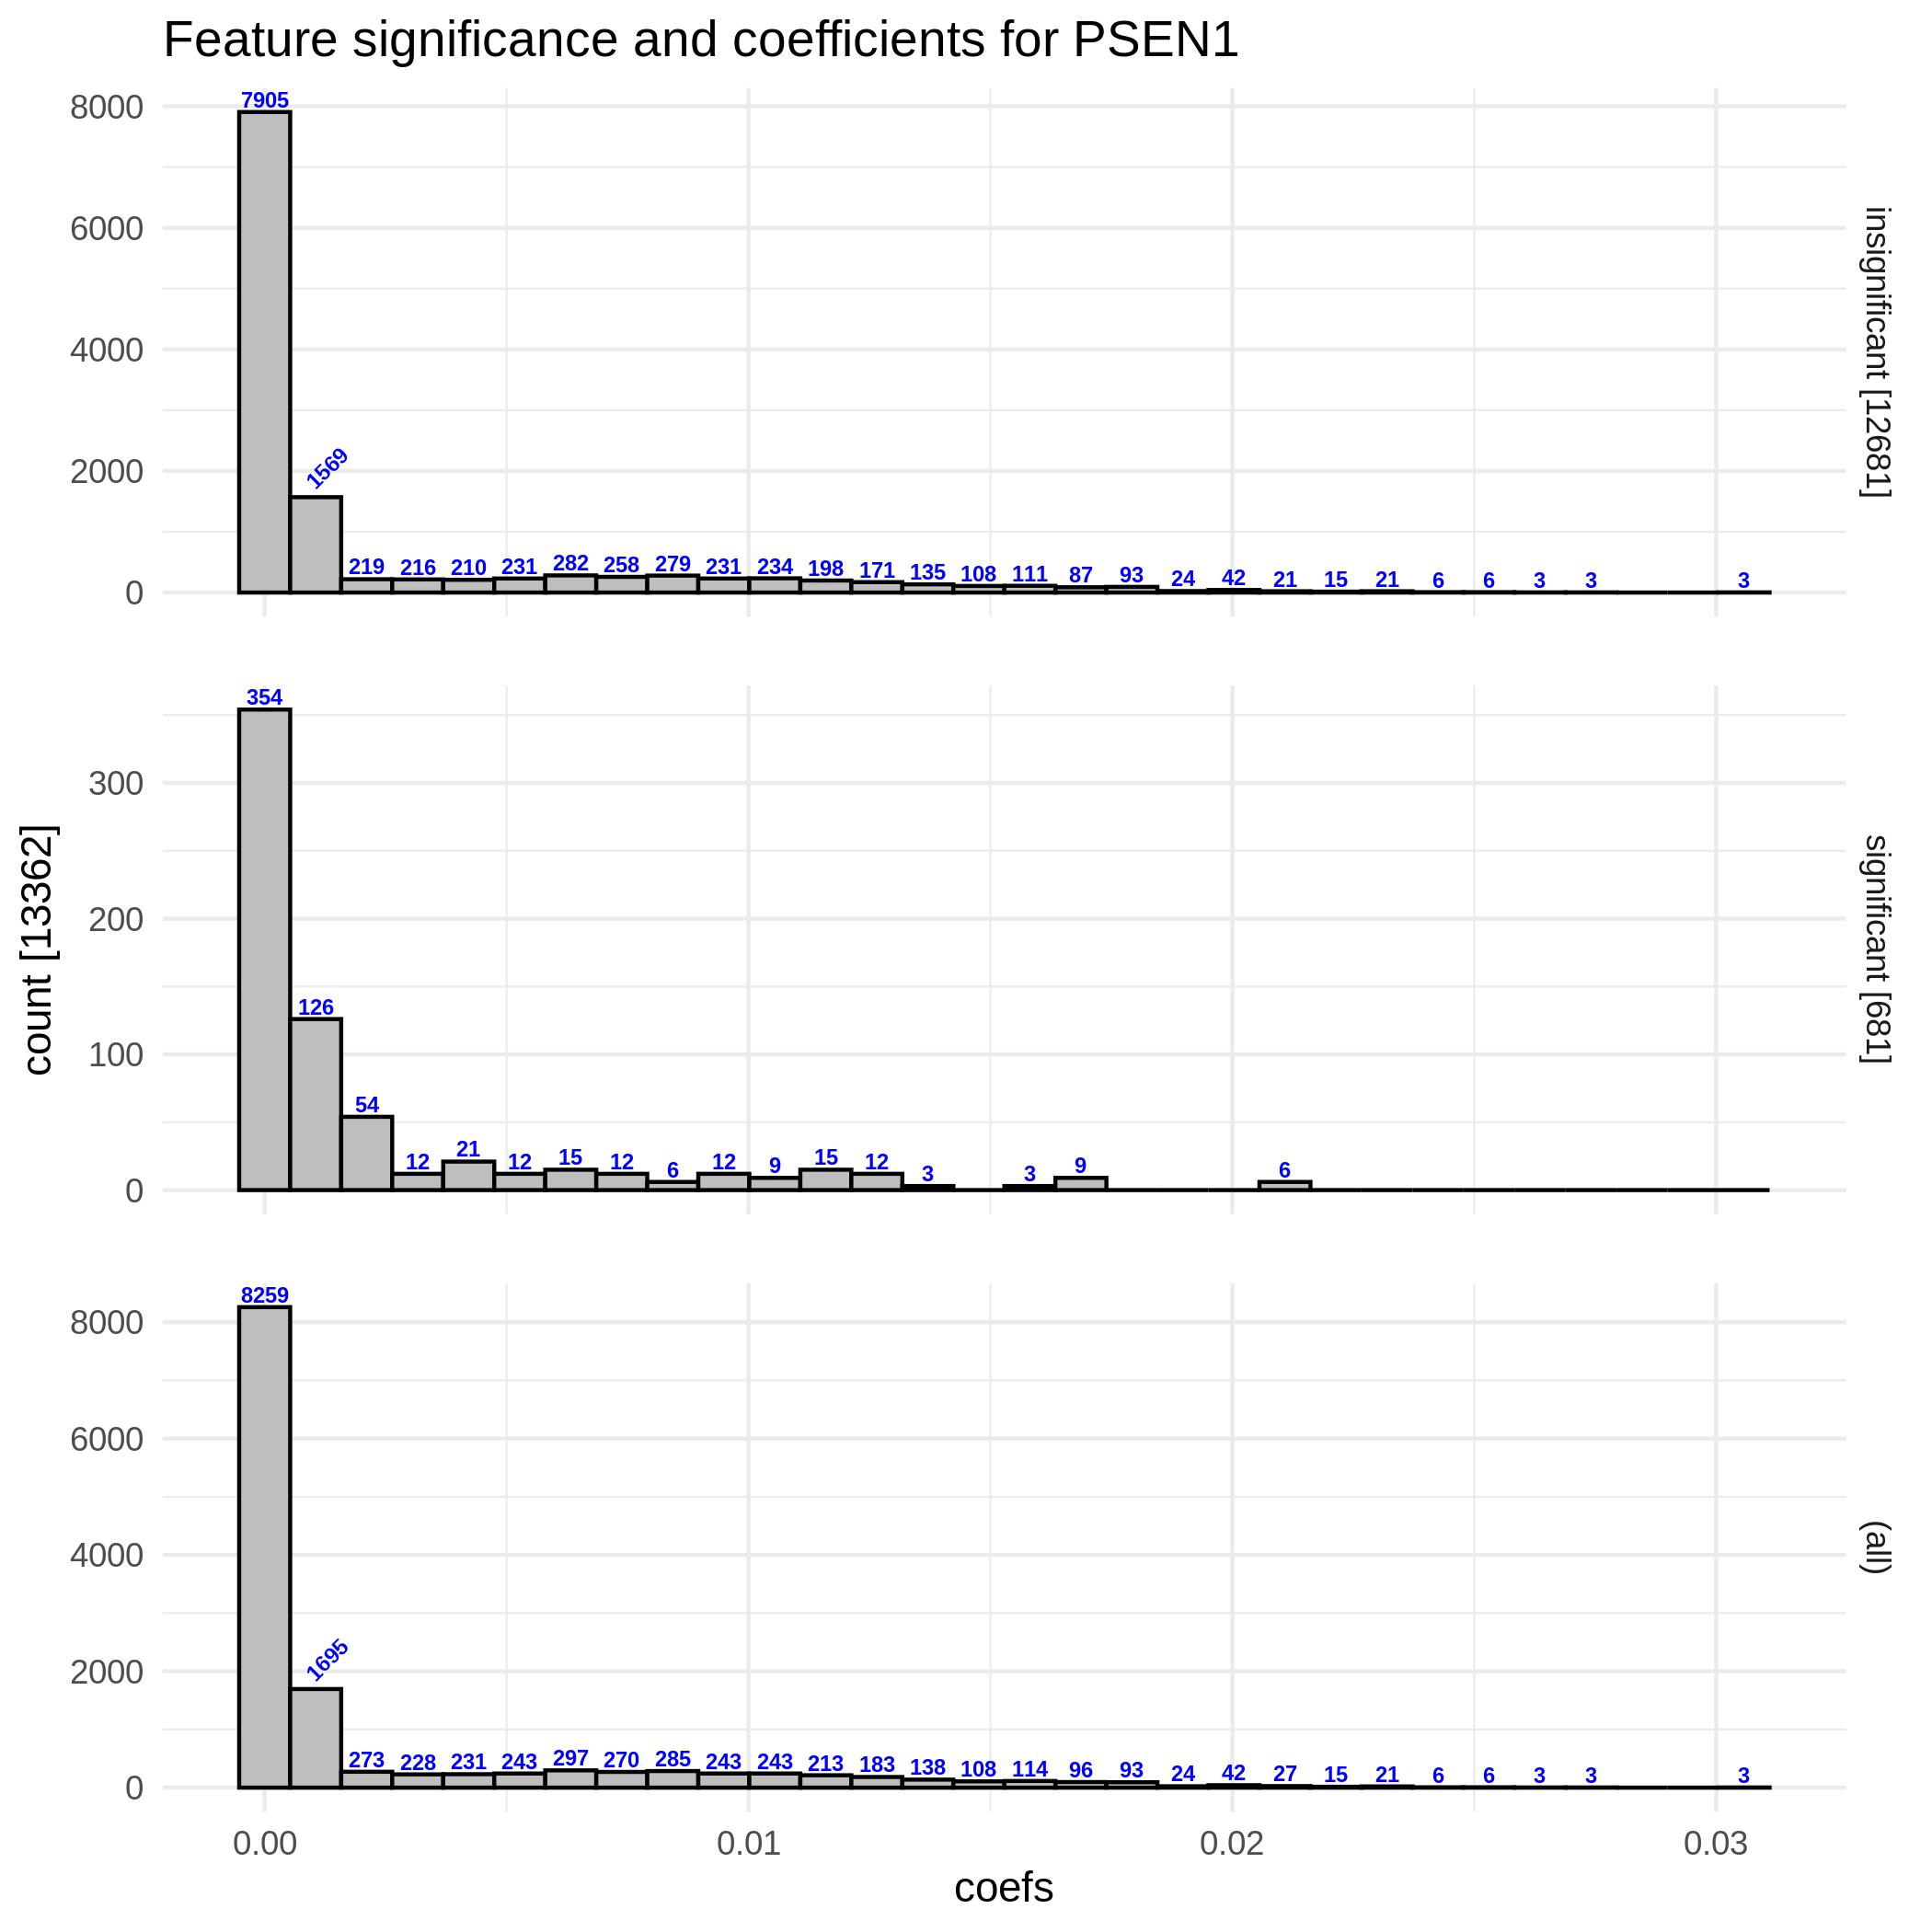 Feature significance and coefficients for PSEN1
8000
6000
4000
2000
0
7905
1569
219 216 210 231 282 258 279 231 234 198 171 135 108 111 87 93 24 42 21 15 21 6 6 3 3 3
insignificant [12681]
count [13362]
300
200
100
0
354
126
54
12 21 12 15 12 6 12 9 15 12 3 3 9 6
significant [681]
8000
6000
4000
2000
0
8259
1695
273 228 231 243 297 270 285 243 243 213 183 138 108 114 96 93 24 42 27 15 21 6 6 3 3 3
(all)
0.00 0.01 0.02 0.03
coefs